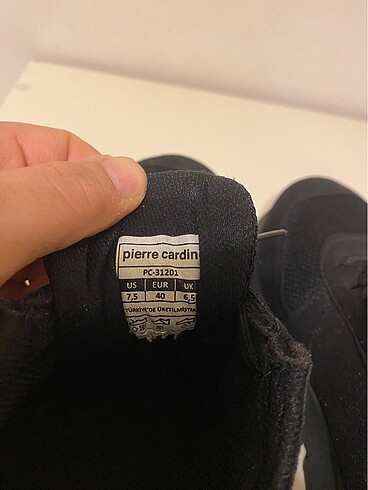 pierre cardin
PC-31201
US EUR UK
7,5 40 6,5
TÜRKİYE'DE ÜRETİLMİŞTİR